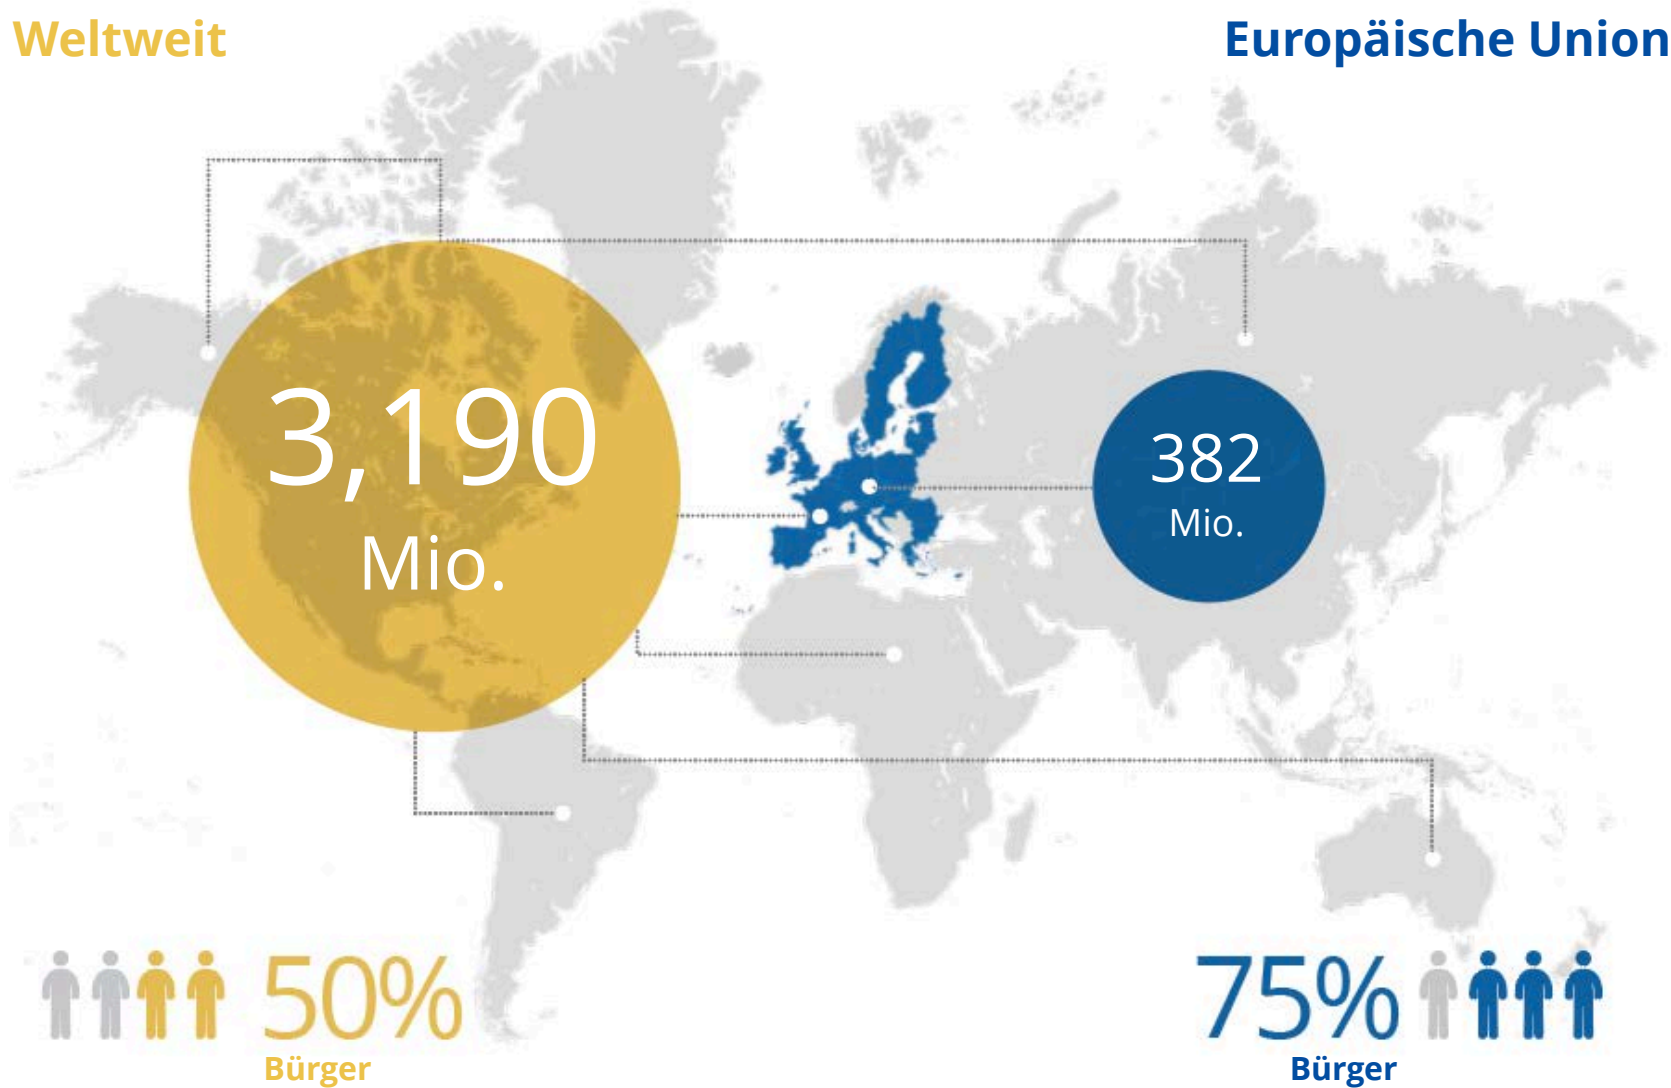 Weltweit
Europäische Union
3,190
Mio.
382
Mio.
50%
Bürger
75%
Bürger